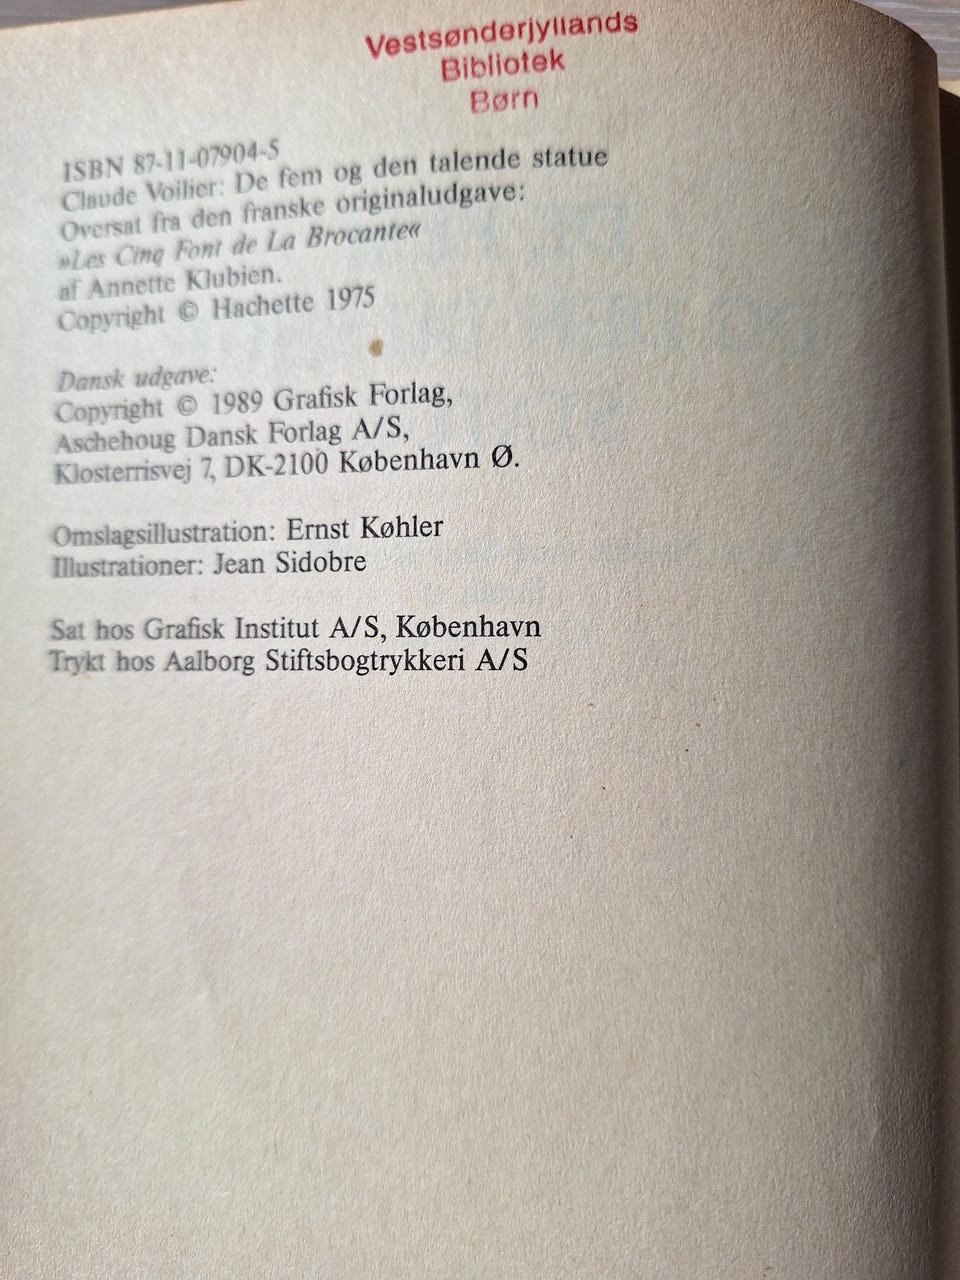 Vestsønderjyllands
Bibliotek
Børn
ISBN 87-11-07904-5
Claude Voilier: De fem og den talende statue
Oversat fra den franske originaludgave:
»Les Cinq Font de La Brocante«
af Annette Klubien.
Copyright © Hachette 1975
Dansk udgave:
Copyright © 1989 Grafisk Forlag,
Aschehoug Dansk Forlag A/S,
Klosterrisvej 7, DK-2100 København Ø.
Omslagsillustration: Ernst Køhler
Illustrationer: Jean Sidobre
Sat hos Grafisk Institut A/S, København
Trykt hos Aalborg Stiftsbogtrykkeri A/S